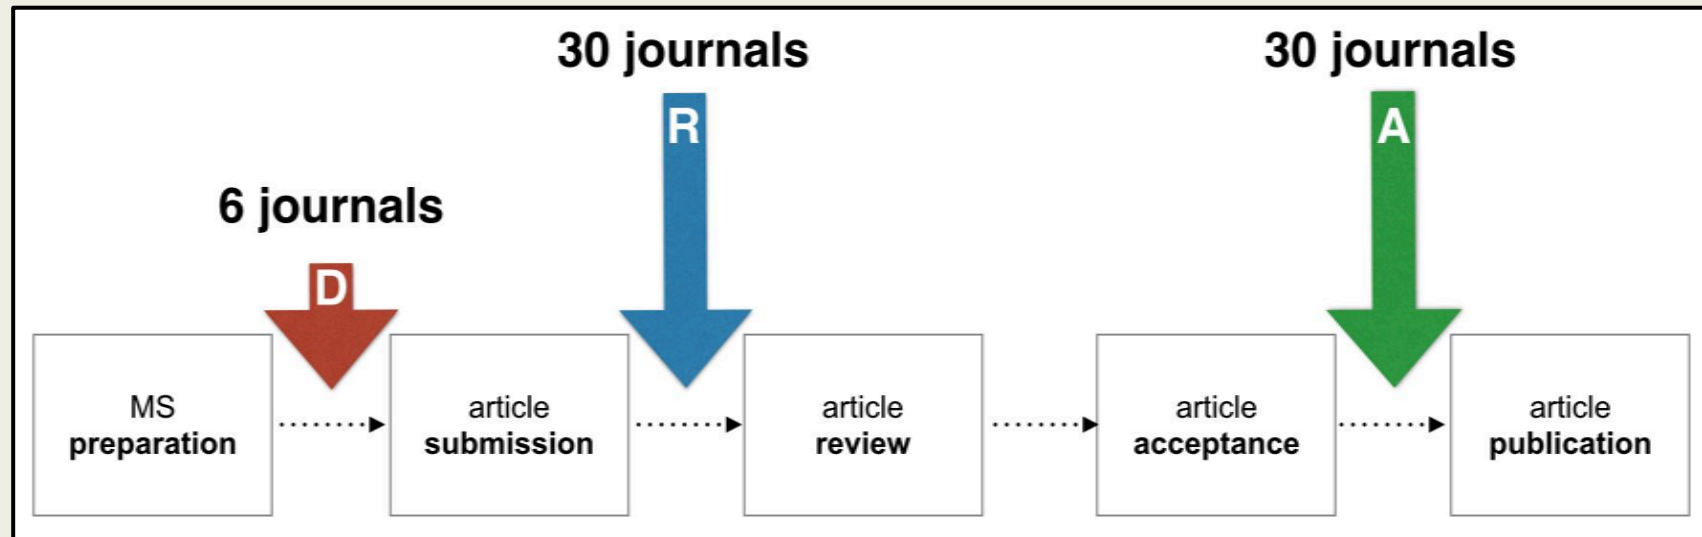 30 journals
30 journals
R
A
6 journals
D
MS
preparation
article
submission
article
review
article
acceptance
article
publication